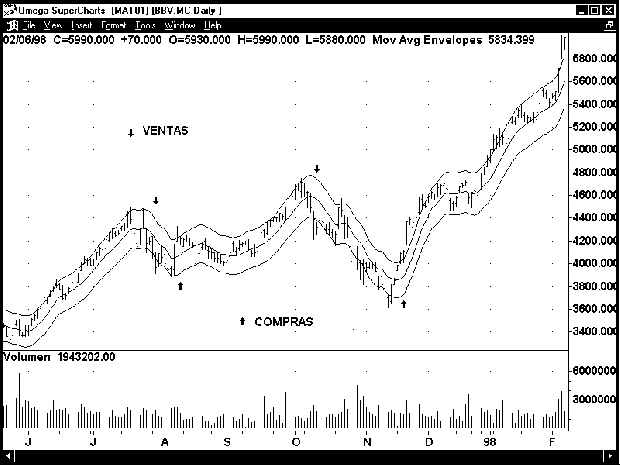 Omega SuperCharts - [MAT01] [BBV.MC Daily]
File View Insert Format Tools Window Help
02/06/98 C=5990.000 +70.000 O=5930.000 H=5990.000 L=5880.000 Mov Avg Envelopes 5834.399
5800.000
5600.000
5400.000
5200.000
VENTAS
5000.000
4800.000
4600.000
4400.000
4200.000
4000.000
3800.000
3600.000
COMPRAS
3400.000
Volumen 1943202.00
6000000
3000000
J J A S O N D 98 F